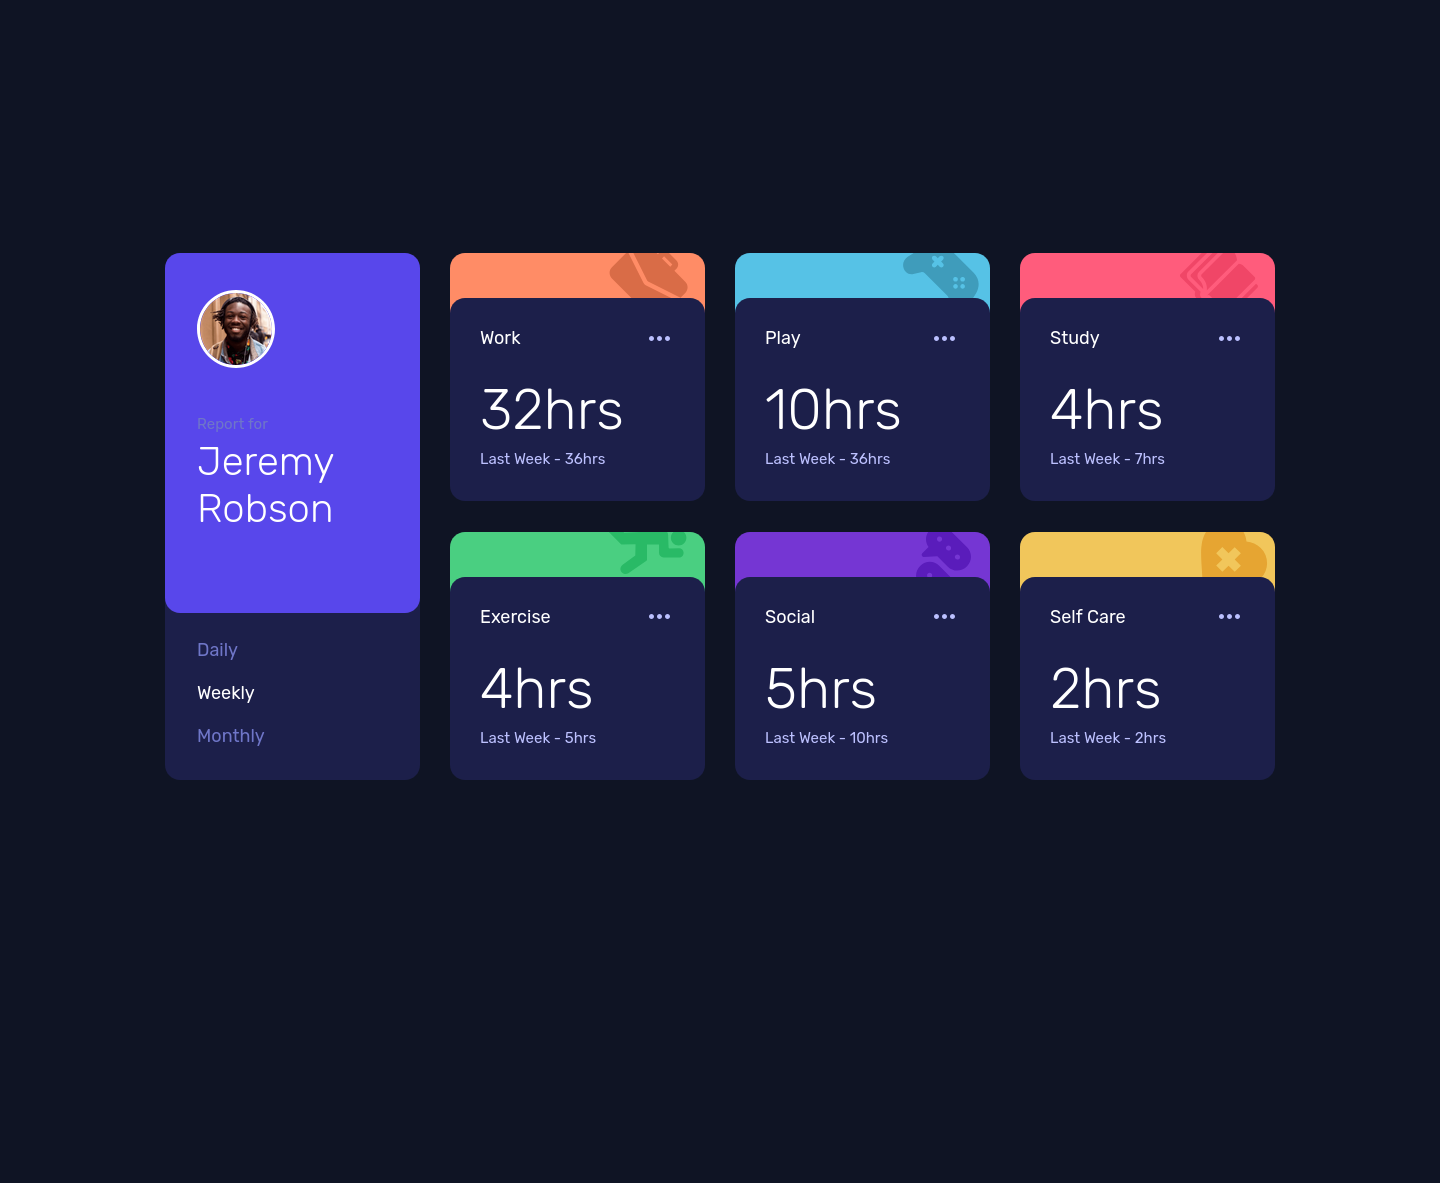 Report for
Jeremy
Robson
Daily
Weekly
Monthly
Work
32hrs
Last Week - 36hrs
Play
10hrs
Last Week - 36hrs
Study
4hrs
Last Week - 7hrs
Exercise
4hrs
Last Week - 5hrs
Social
5hrs
Last Week - 10hrs
Self Care
2hrs
Last Week - 2hrs